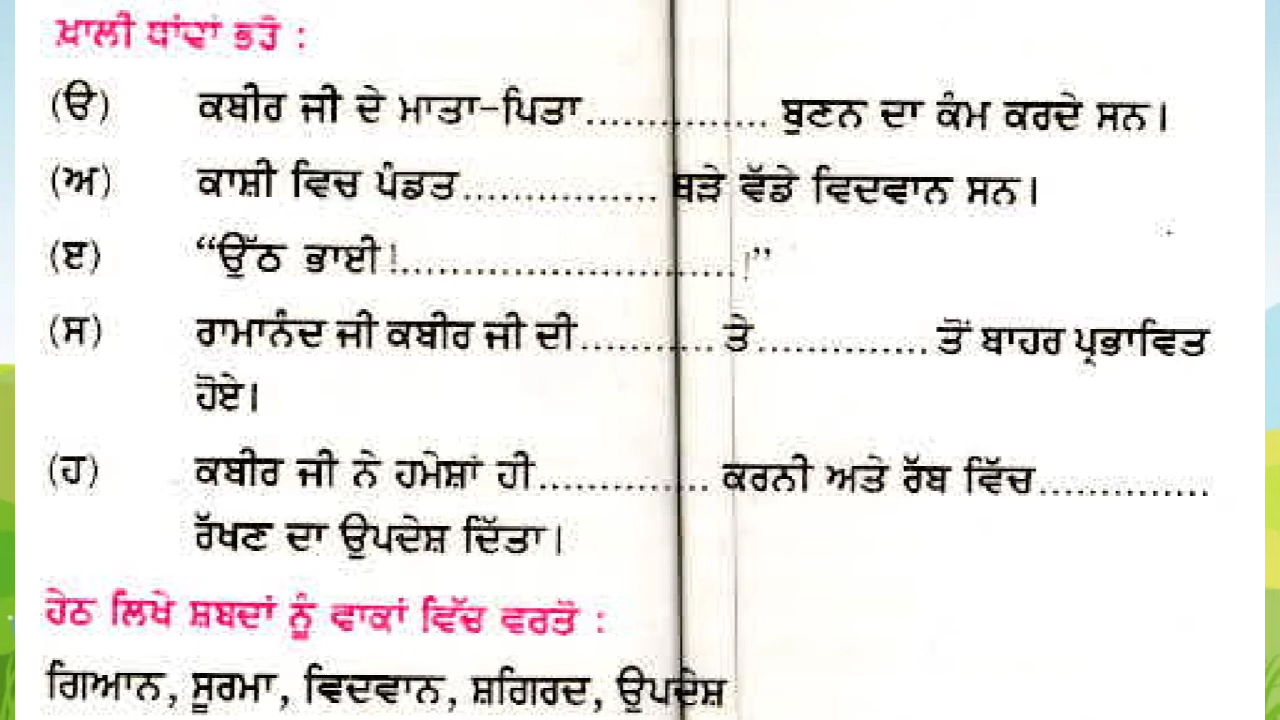 ਖ਼ਾਲੀ ਥਾਂਵਾਂ ਭਰੋ :
(ੳ) ਕਬੀਰ ਜੀ ਦੇ ਮਾਤਾ-ਪਿਤਾ............... ਬੁਣਨ ਦਾ ਕੰਮ ਕਰਦੇ ਸਨ।
(ਅ) ਕਾਸ਼ੀ ਵਿਚ ਪੰਡਤ................ ਬੜੇ ਵੱਡੇ ਵਿਦਵਾਨ ਸਨ।
(ੲ) “ਉੱਠ ਭਾਈ!...........................!”
(ਸ) ਰਾਮਾਨੰਦ ਜੀ ਕਬੀਰ ਜੀ ਦੀ........... ਤੇ.............. ਤੋਂ ਬਾਹਰ ਪ੍ਰਭਾਵਿਤ
ਹੋਏ।
(ਹ) ਕਬੀਰ ਜੀ ਨੇ ਹਮੇਸ਼ਾਂ ਹੀ.............. ਕਰਨੀ ਅਤੇ ਰੱਬ ਵਿੱਚ..............
ਰੱਖਣ ਦਾ ਉਪਦੇਸ਼ ਦਿੱਤਾ।
ਹੇਠ ਲਿਖੇ ਸ਼ਬਦਾਂ ਨੂੰ ਵਾਕਾਂ ਵਿੱਚ ਵਰਤੋ :
ਗਿਆਨ, ਸੂਰਮਾ, ਵਿਦਵਾਨ, ਸ਼ਗਿਰਦ, ਉਪਦੇਸ਼